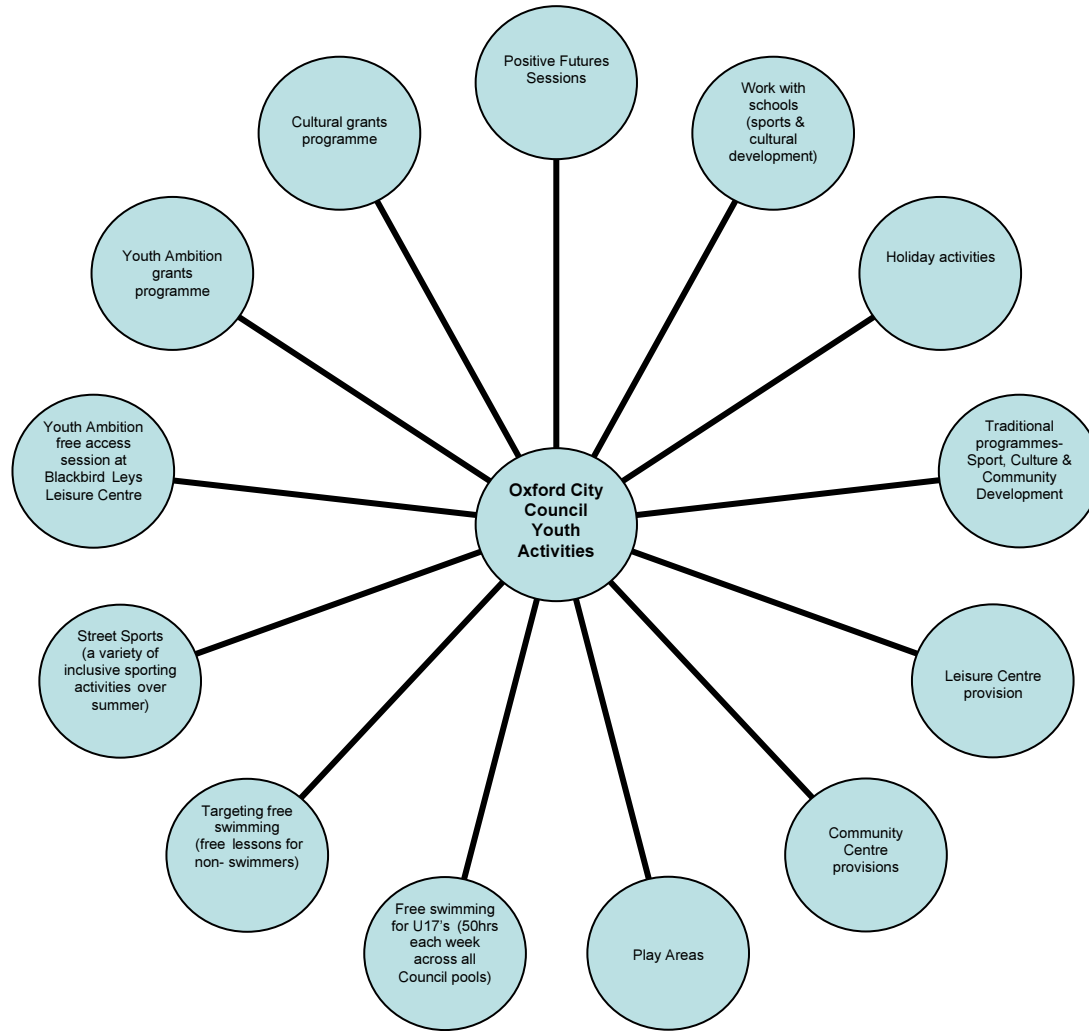 Positive Futures
Sessions
Work with
schools
(sports &
cultural
development)
Holiday activities
Traditional
programmes-
Sport, Culture &
Community
Development
Leisure Centre
provision
Community
Centre
provisions
Play Areas
Free swimming
for U17's (50hrs
each week
across all
Council pools)
Targeting free
swimming
(free lessons for
non- swimmers)
Street Sports
(a variety of
inclusive sporting
activities over
summer)
Youth Ambition
free access
session at
Blackbird Leys
Leisure Centre
Youth Ambition
grants
programme
Cultural grants
programme
Oxford City
Council
Youth
Activities